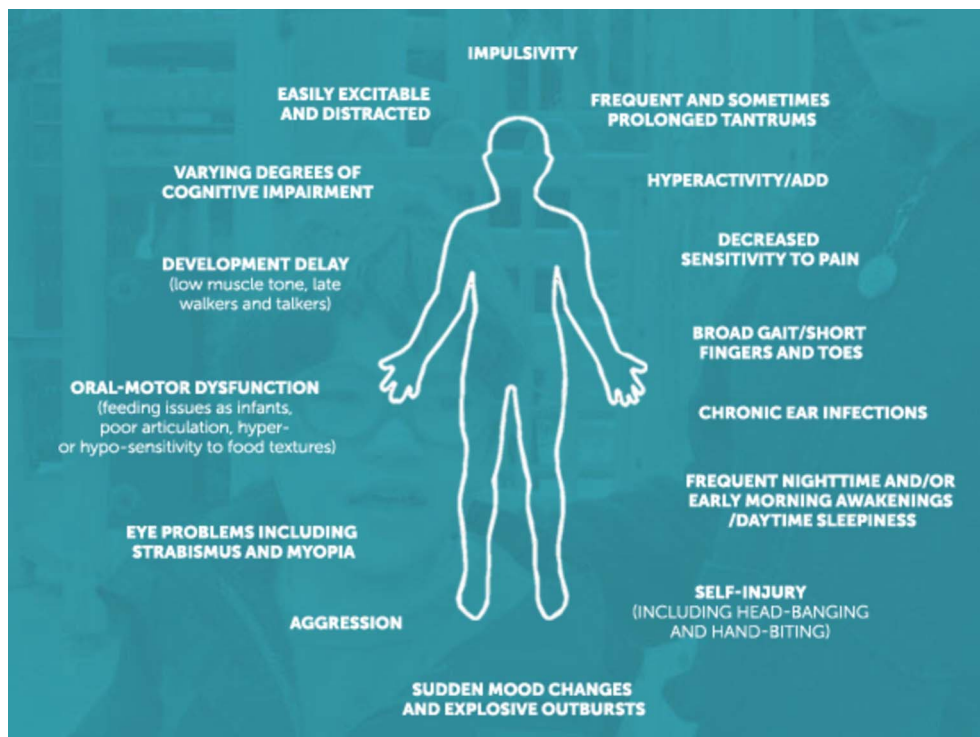 IMPULSIVITY
EASILY EXCITABLE
AND DISTRACTED
FREQUENT AND SOMETIMES
PROLONGED TANTRUMS
VARYING DEGREES OF
COGNITIVE IMPAIRMENT
HYPERACTIVITY/ADD
DECREASED
SENSITIVITY TO PAIN
DEVELOPMENT DELAY
(low muscle tone, late
walkers and talkers)
BROAD GAIT/SHORT
FINGERS AND TOES
ORAL-MOTOR DYSFUNCTION
(feeding issues as infants,
poor articulation, hyper-
or hypo-sensitivity to food textures)
CHRONIC EAR INFECTIONS
FREQUENT NIGHTTIME AND/OR
EARLY MORNING AWAKENINGS
/DAYTIME SLEEPINESS
EYE PROBLEMS INCLUDING
STRABISMUS AND MYOPIA
SELF-INJURY
(INCLUDING HEAD-BANGING
AND HAND-BITING)
AGGRESSION
SUDDEN MOOD CHANGES
AND EXPLOSIVE OUTBURSTS